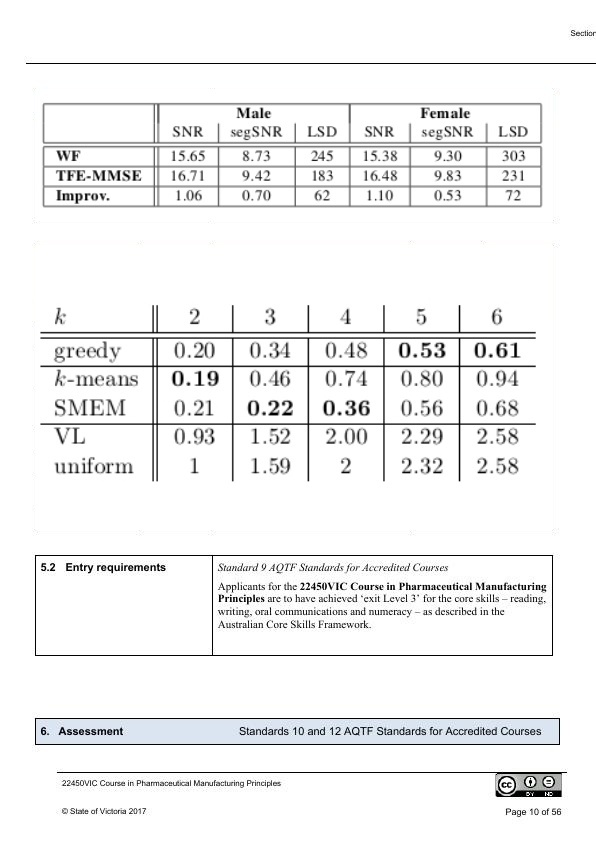 Section
Male Female
SNR segSNR LSD SNR segSNR LSD
WF 15.65 8.73 245 15.38 9.30 303
TFE-MMSE 16.71 9.42 183 16.48 9.83 231
Improv. 1.06 0.70 62 1.10 0.53 72
k 2 3 4 5 6
greedy 0.20 0.34 0.48 0.53 0.61
k-means 0.19 0.46 0.74 0.80 0.94
SMEM 0.21 0.22 0.36 0.56 0.68
VL 0.93 1.52 2.00 2.29 2.58
uniform 1 1.59 2 2.32 2.58
5.2 Entry requirements
Standard 9 AQTF Standards for Accredited Courses
Applicants for the 22450VIC Course in Pharmaceutical Manufacturing
Principles are to have achieved ‘exit Level 3’ for the core skills – reading,
writing, oral communications and numeracy – as described in the
Australian Core Skills Framework.
6. Assessment Standards 10 and 12 AQTF Standards for Accredited Courses
22450VIC Course in Pharmaceutical Manufacturing Principles
cc BY ND
© State of Victoria 2017 Page 10 of 56